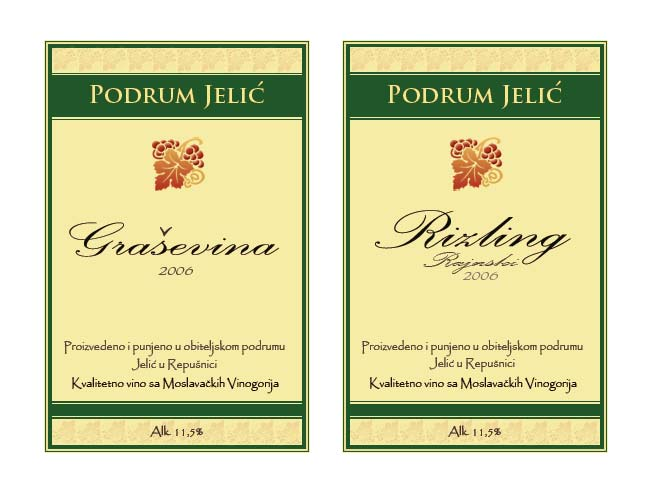 PODRUM JELIĆ
Graševina
2006
Proizvedeno i punjeno u obiteljskom podrumu
Jelić u Repušnici
Kvalitetno vino sa Moslavačkih Vinogorija
Alk. 11,5%
PODRUM JELIĆ
Rizling
Rajnski
2006
Proizvedeno i punjeno u obiteljskom podrumu
Jelić u Repušnici
Kvalitetno vino sa Moslavačkih Vinogorija
Alk. 11,5%